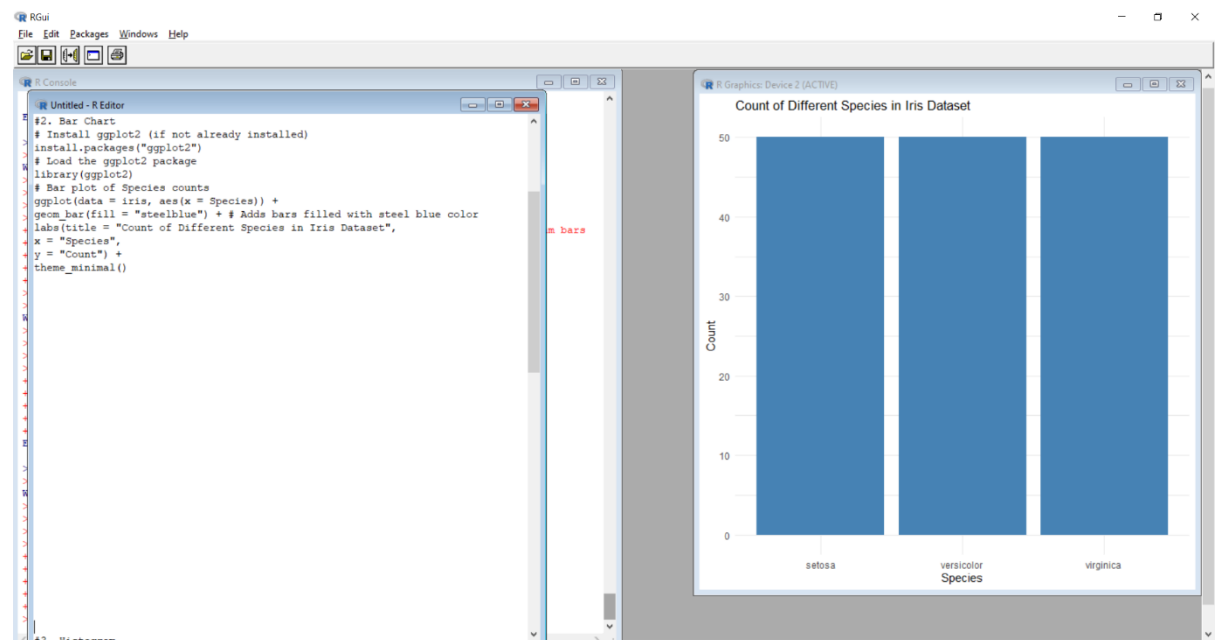 RGui
File Edit Packages Windows Help
R Console
Untitled - R Editor
#2. Bar Chart
# Install ggplot2 (if not already installed)
install.packages("ggplot2")
# Load the ggplot2 package
library(ggplot2)
# Bar plot of Species counts
ggplot(data = iris, aes(x = Species)) +
geom_bar(fill = "steelblue") + # Adds bars filled with steel blue color
labs(title = "Count of Different Species in Iris Dataset",
x = "Species",
y = "Count") +
theme_minimal()
m bars
R Graphics: Device 2 (ACTIVE)
Count of Different Species in Iris Dataset
50
40
30
20
10
0
Count
setosa versicolor virginica
Species